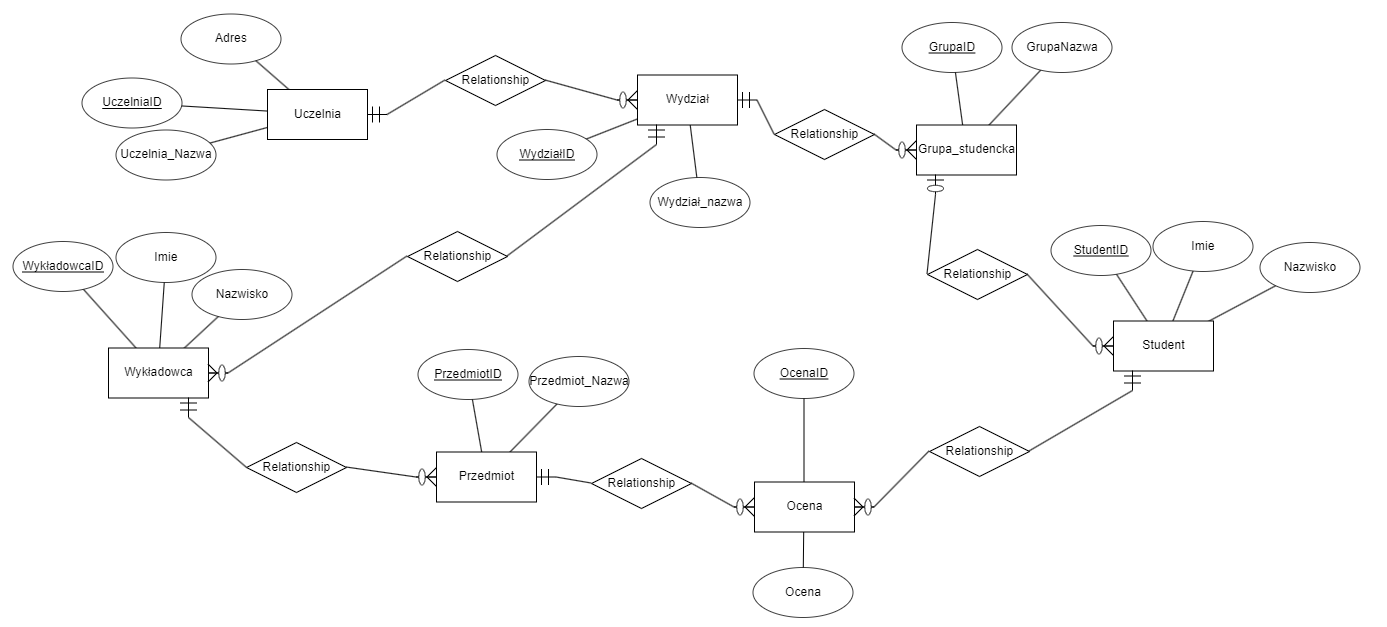 Adres
GrupaID
GrupaNazwa
Relationship
UczelniaID
Uczelnia
Wydział
Relationship
Uczelnia_Nazwa
WydziałID
Grupa_studencka
Wydział_nazwa
WykładowcaID
Imie
Nazwisko
Relationship
Relationship
StudentID
Imie
Nazwisko
Wykładowca
PrzedmiotID
Przedmiot_Nazwa
OcenaID
Student
Relationship
Przedmiot
Relationship
Ocena
Relationship
Ocena